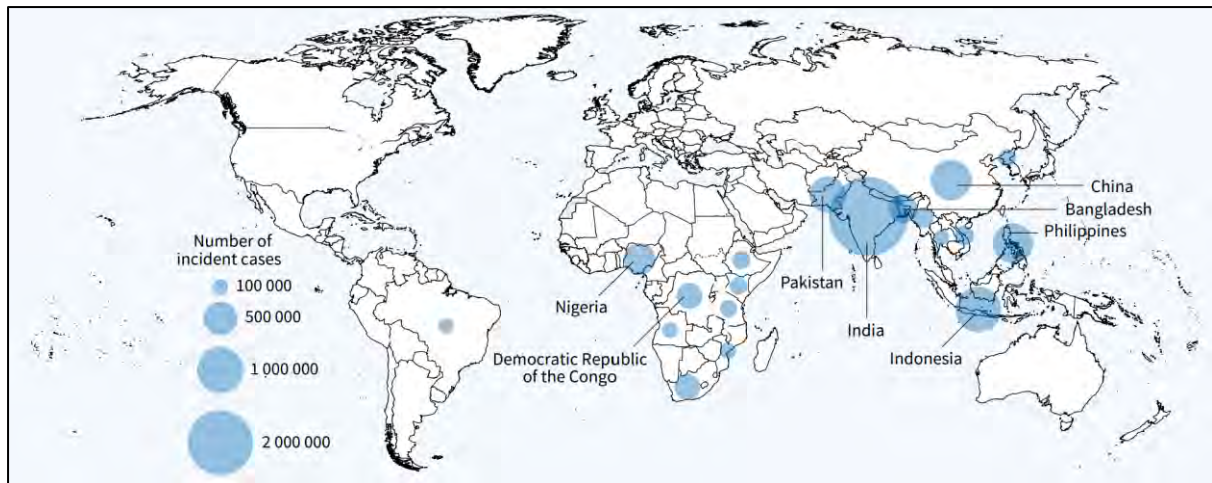 Number of
incident cases
100 000
500 000
1 000 000
2 000 000
Nigeria
Democratic Republic
of the Congo
Pakistan
India
Indonesia
China
Bangladesh
Philippines